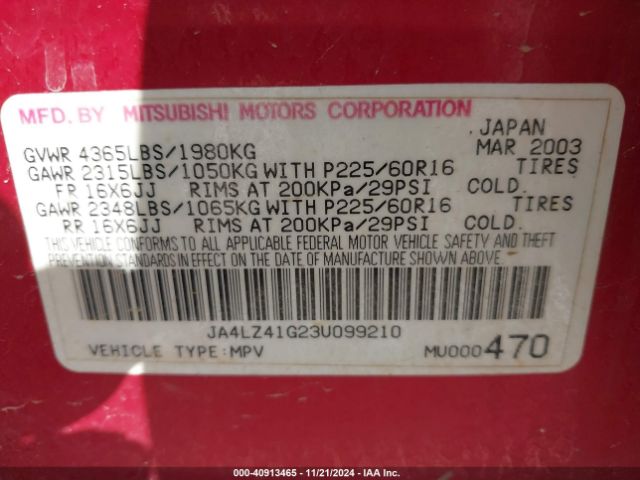 MFD. BY MITSUBISHI MOTORS CORPORATION
JAPAN
GVWR 4365LBS/1980KG MAR 2003
GAWR 2315LBS/1050KG WITH P225/60R16 TIRES
FR 16X6JJ RIMS AT 200KPa/29PSI COLD.
GAWR 2348LBS/1065KG WITH P225/60R16 TIRES
RR 16X6JJ RIMS AT 200KPa/29PSI COLD.
THIS VEHICLE CONFORMS TO ALL APPLICABLE FEDERAL MOTOR VEHICLE SAFETY AND THEFT
PREVENTION STANDARDS IN EFFECT ON THE DATE OF MANUFACTURE SHOWN ABOVE.
JA4LZ41G23U099210
VEHICLE TYPE:MPV MU000470
000-40913465 - 11/21/2024 - IAA Inc.